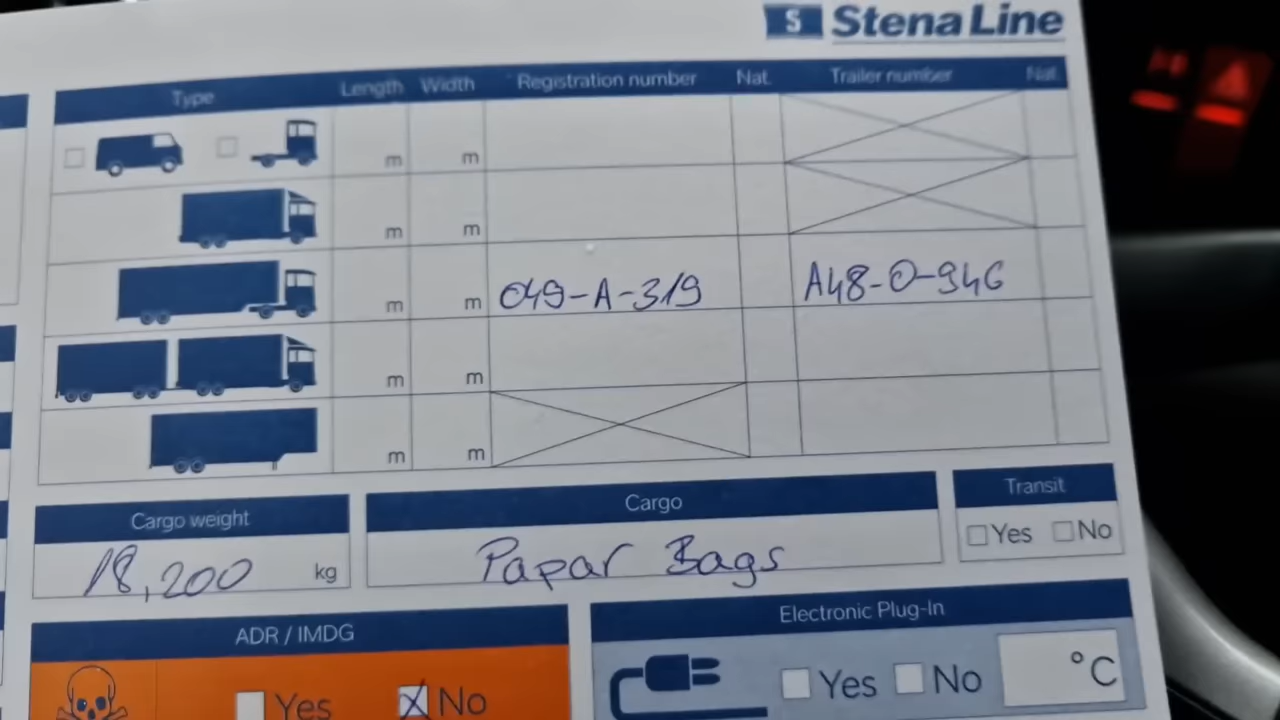 S Stena Line
Type Length Width Registration number Nat. Trailer number Nat.
m m
m m
m m 049-A-319 A48-O-946
m m
m m
Cargo weight Cargo Transit
18,200 kg Papar Bags Yes No
ADR / IMDG Electronic Plug-In
Yes No Yes No °C